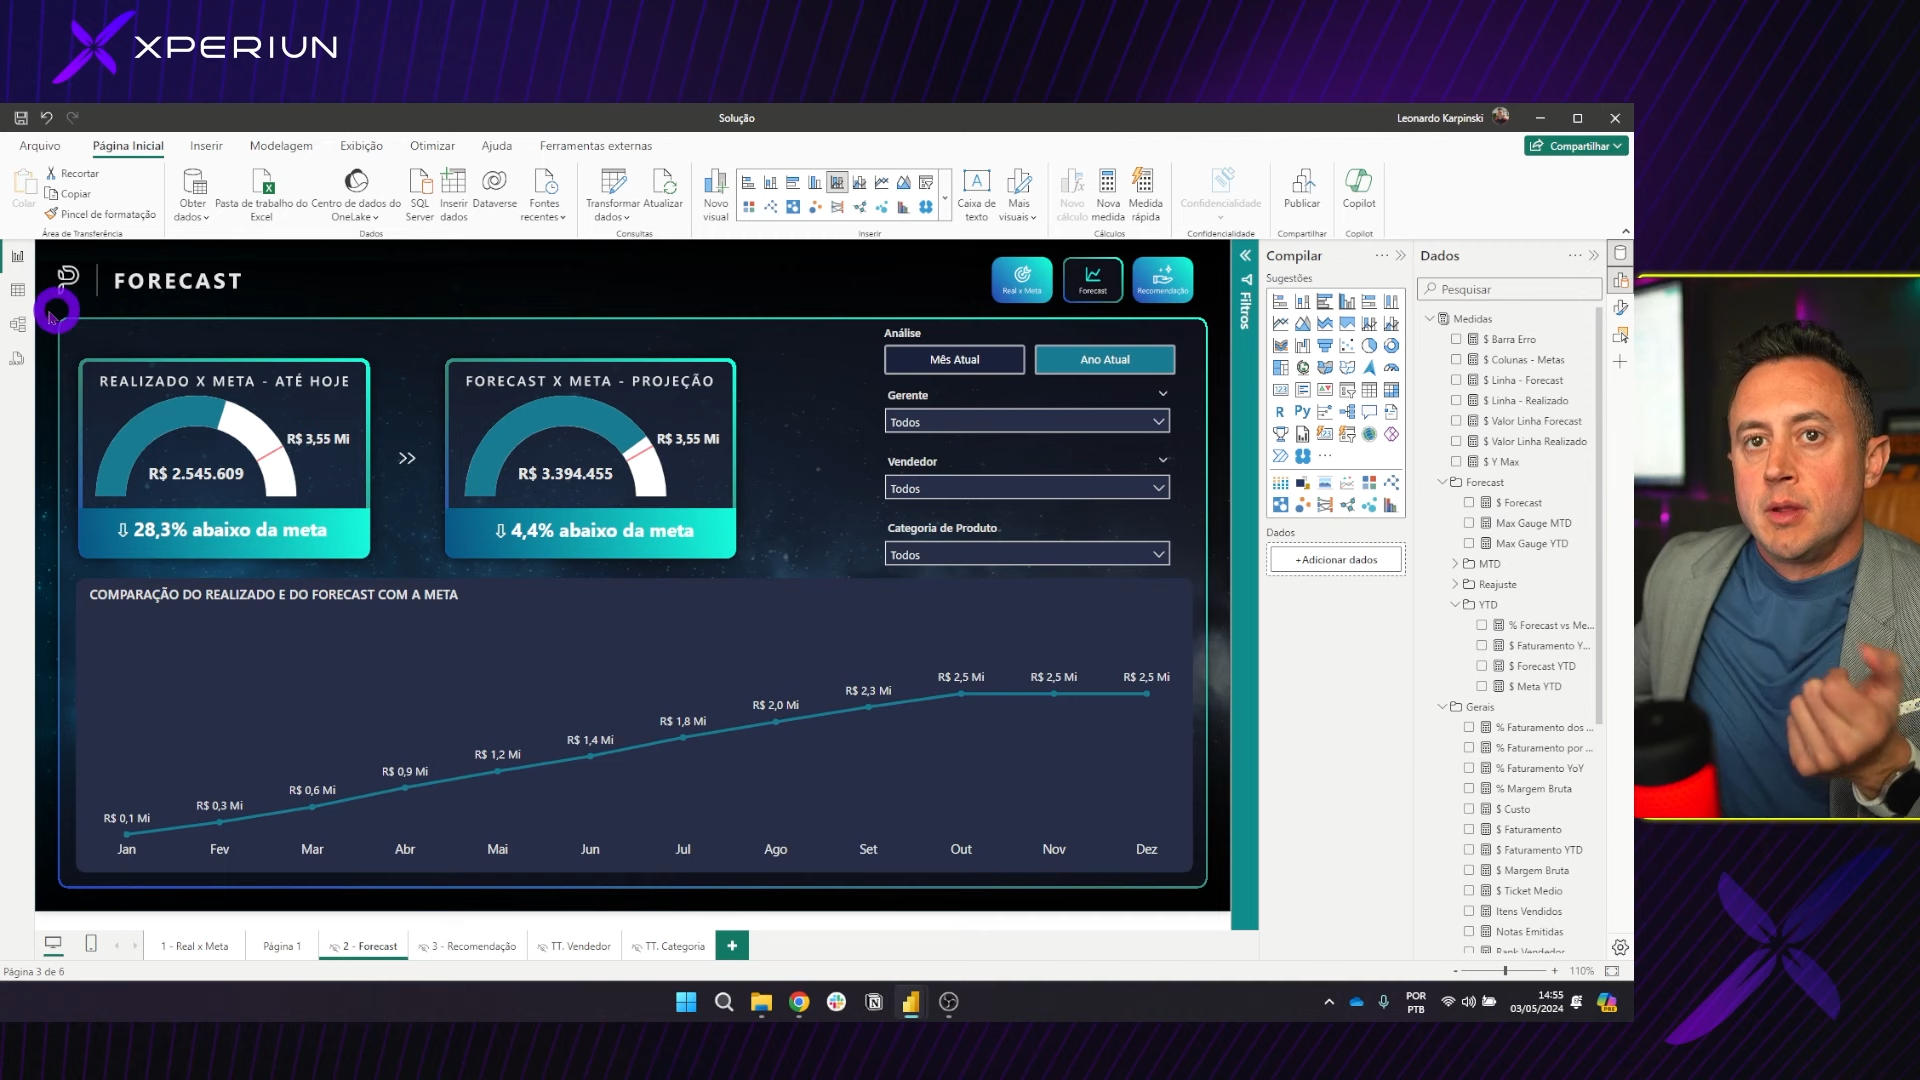 XPERIUN
Solução
Leonardo Karpinski
Arquivo
Página Inicial
Inserir
Modelagem
Exibição
Otimizar
Ajuda
Ferramentas externas
Compartilhar
Colar
Recortar
Copiar
Pincel de formatação
Área de Transferência
Obter dados
Pasta de trabalho do Excel
Centro de dados do OneLake
SQL Server
Inserir dados
Dataverse
Fontes recentes
Dados
Transformar dados
Atualizar
Consultas
Novo visual
Caixa de texto
Mais visuais
Inserir
Novo cálculo
Nova medida
Medida rápida
Cálculos
Confidencialidade
Confidencialidade
Publicar
Compartilhar
Copilot
Copilot
FORECAST
Real x Meta
Forecast
Recomendação
REALIZADO X META - ATÉ HOJE
R$ 3,55 Mi
R$ 2.545.609
⇩ 28,3% abaixo da meta
>>
FORECAST X META - PROJEÇÃO
R$ 3,55 Mi
R$ 3.394.455
⇩ 4,4% abaixo da meta
Análise
Mês Atual
Ano Atual
Gerente
Todos
Vendedor
Todos
Categoria de Produto
Todos
COMPARAÇÃO DO REALIZADO E DO FORECAST COM A META
R$ 0,1 Mi
R$ 0,3 Mi
R$ 0,6 Mi
R$ 0,9 Mi
R$ 1,2 Mi
R$ 1,4 Mi
R$ 1,8 Mi
R$ 2,0 Mi
R$ 2,3 Mi
R$ 2,5 Mi
R$ 2,5 Mi
R$ 2,5 Mi
Jan
Fev
Mar
Abr
Mai
Jun
Jul
Ago
Set
Out
Nov
Dez
Filtros
Compilar
Sugestões
123
R
Py
Dados
+Adicionar dados
Dados
Pesquisar
Medidas
$ Barra Erro
$ Colunas - Metas
$ Linha - Forecast
$ Linha - Realizado
$ Valor Linha Forecast
$ Valor Linha Realizado
$ Y Max
Forecast
$ Forecast
Max Gauge MTD
Max Gauge YTD
MTD
Reajuste
YTD
% Forecast vs Me...
$ Faturamento Y...
$ Forecast YTD
$ Meta YTD
Gerais
% Faturamento dos ...
% Faturamento por ...
% Faturamento YoY
% Margem Bruta
$ Custo
$ Faturamento
$ Faturamento YTD
$ Margem Bruta
$ Ticket Medio
Itens Vendidos
Notas Emitidas
Rank Vendedor
1 - Real x Meta
Página 1
2 - Forecast
3 - Recomendação
TT. Vendedor
TT. Categoria
+
Página 3 de 6
- + 110%
POR
PTB
14:55
03/05/2024